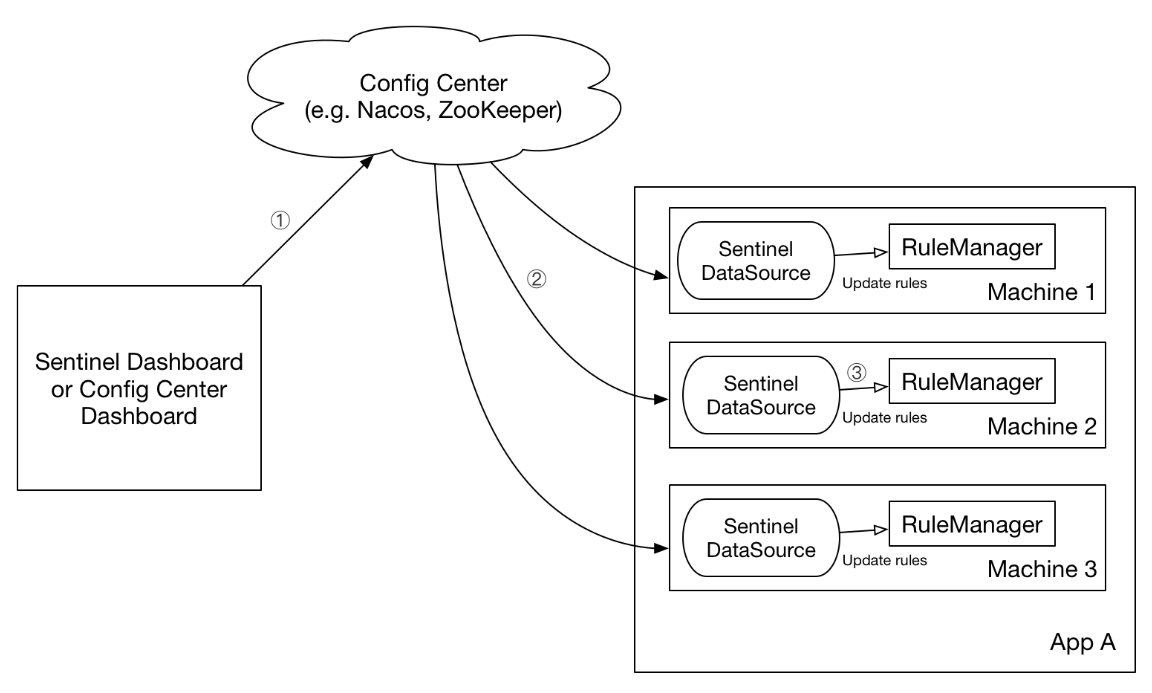 Config Center
(e.g. Nacos, ZooKeeper)
①
Sentinel Dashboard
or Config Center
Dashboard
②
Sentinel
DataSource
RuleManager
Update rules
Machine 1
Sentinel
DataSource
③
RuleManager
Update rules
Machine 2
Sentinel
DataSource
RuleManager
Update rules
Machine 3
App A